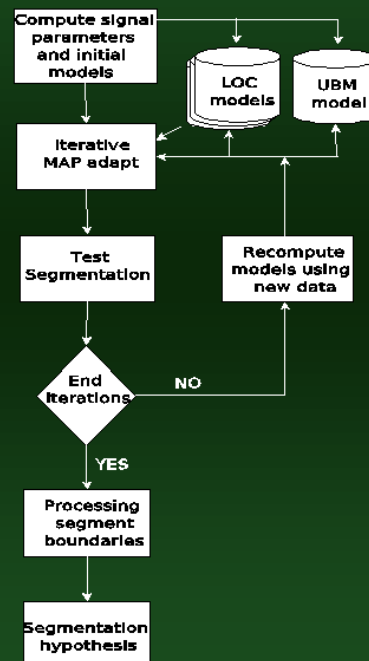 Compute signal
parameters
and initial
models
LOC
models
UBM
model
Iterative
MAP adapt
Test
Segmentation
Recompute
models using
new data
End
Iterations
NO
YES
Processing
segment
boundaries
Segmentation
hypothesis